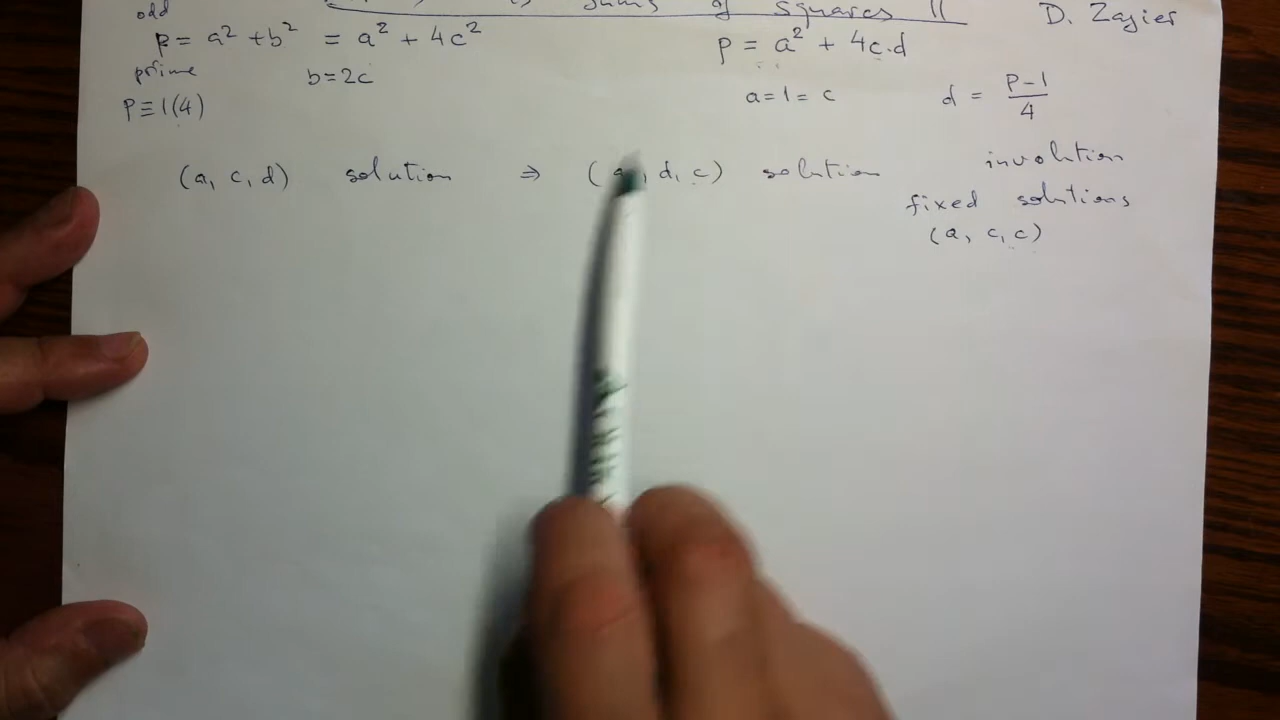 sums of squares II D. Zagier
odd
p = a² + b² = a² + 4c² p = a² + 4c.d
prime b = 2c
p ≡ 1(4) a = 1 = c d = p-1/4
(a, c, d) solution ⇒ ( , d, c) solution involution
fixed solutions
(a, c, c)